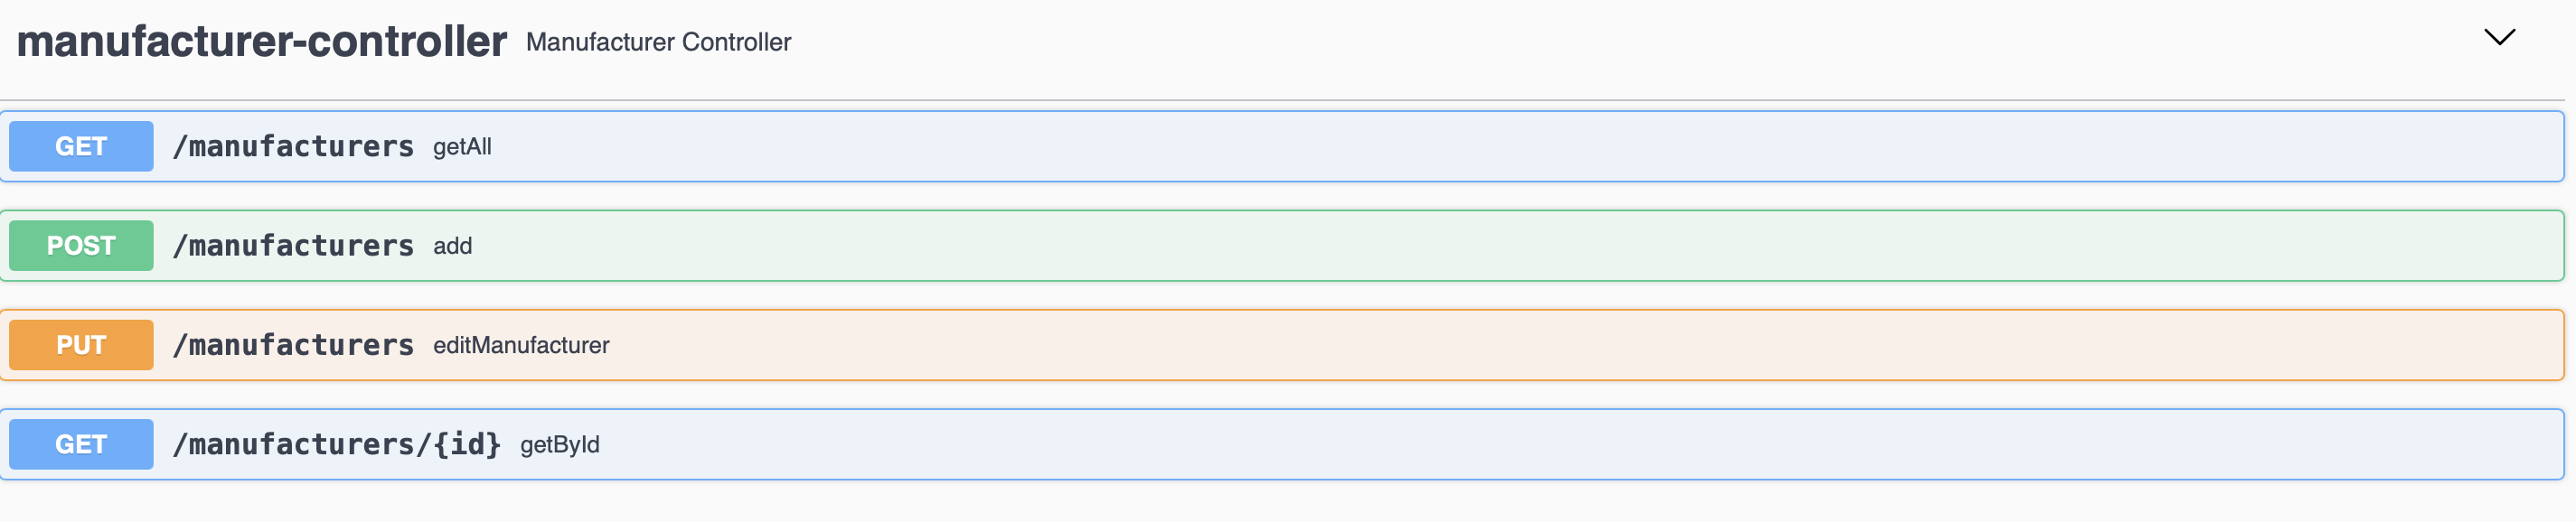 manufacturer-controller Manufacturer Controller
GET /manufacturers getAll
POST /manufacturers add
PUT /manufacturers editManufacturer
GET /manufacturers/{id} getById